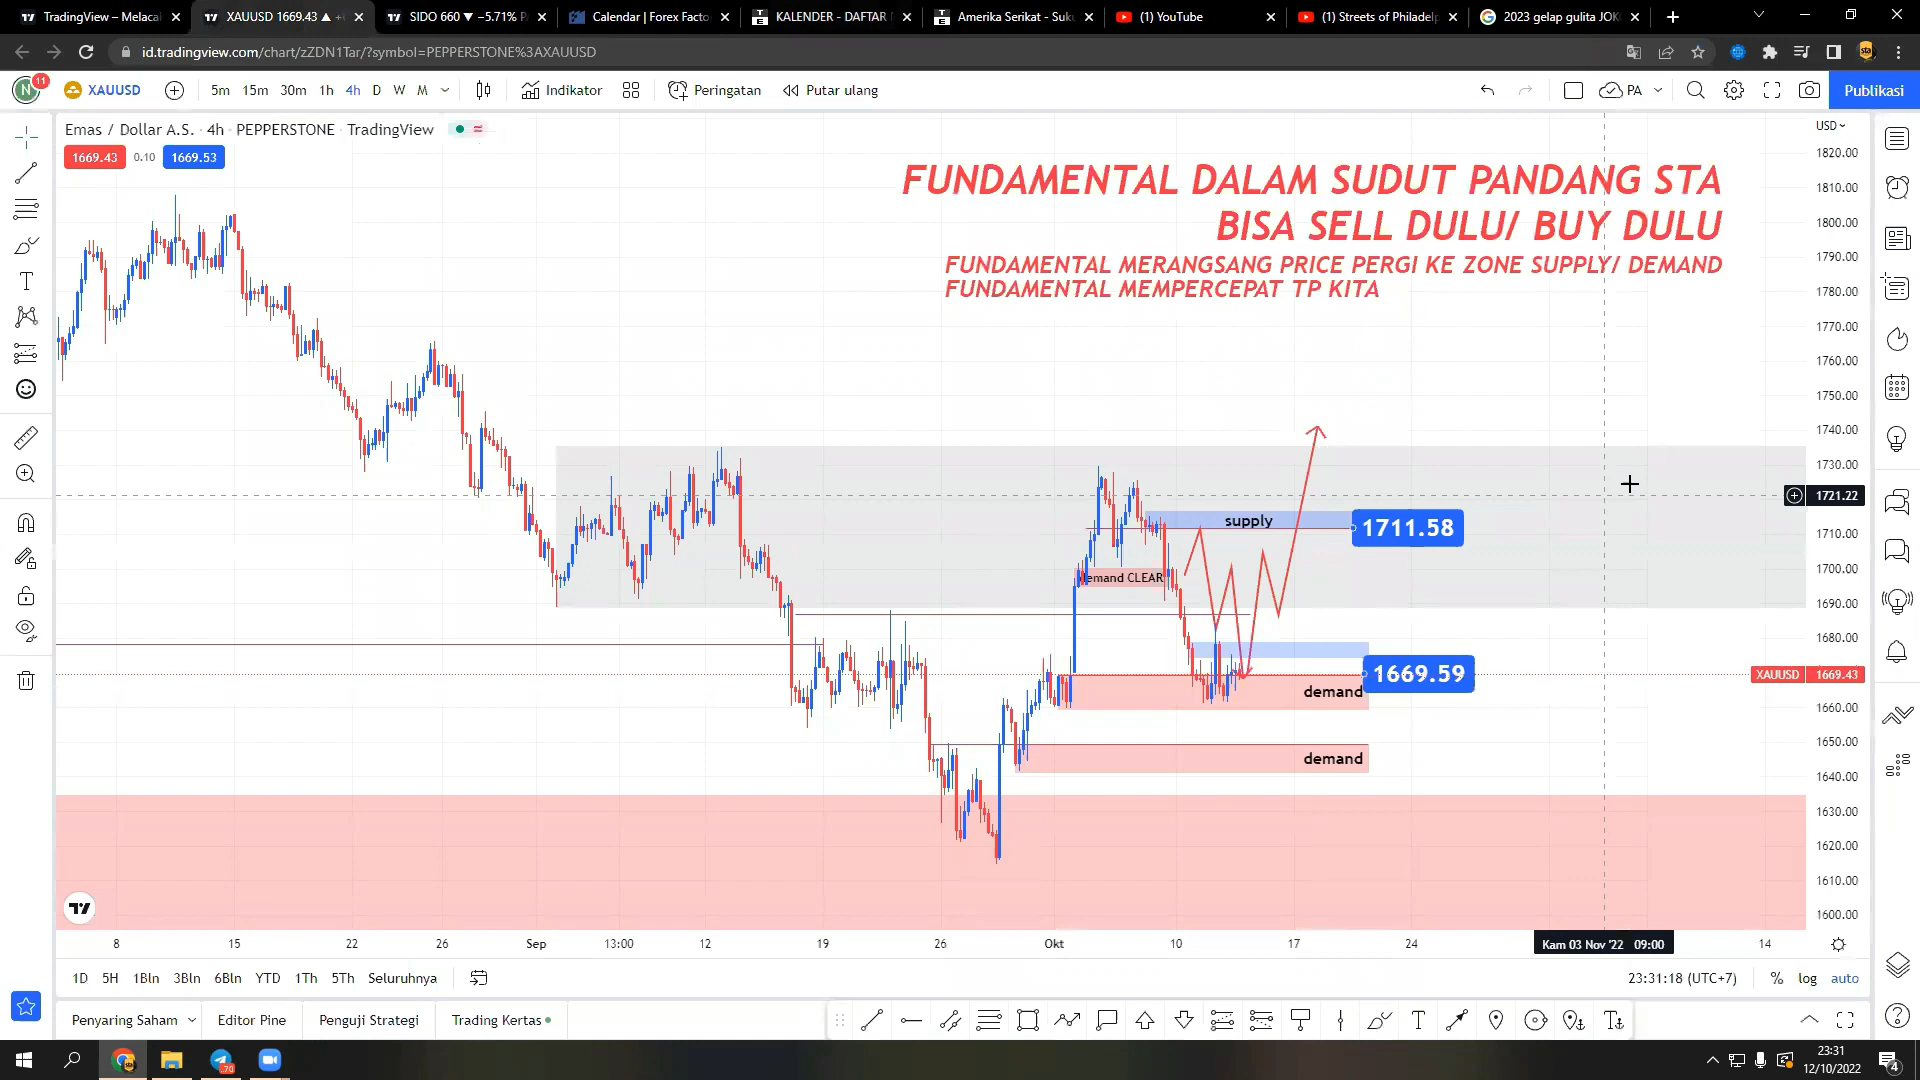 TradingView — Melacak
XAUUSD 1669.43 ▲ +
SIDO 660 ▼ −5.71% P
Calendar | Forex Facto
KALENDER - DAFTAR
Amerika Serikat - Suku
(1) YouTube
(1) Streets of Philadelp
2023 gelap gulita JOK
id.tradingview.com/chart/zZDN1Tar/?symbol=PEPPERSTONE%3AXAUUSD
N 11 XAUUSD 5m 15m 30m 1h 4h D W M Indikator Peringatan Putar ulang PA Publikasi
Emas / Dollar A.S. · 4h · PEPPERSTONE · TradingView
1669.43 0.10 1669.53
FUNDAMENTAL DALAM SUDUT PANDANG STA
BISA SELL DULU/ BUY DULU
FUNDAMENTAL MERANGSANG PRICE PERGI KE ZONE SUPPLY/ DEMAND
FUNDAMENTAL MEMPERCEPAT TP KITA
USD
1820.00
1810.00
1800.00
1790.00
1780.00
1770.00
1760.00
1750.00
1740.00
1730.00
1721.22
1710.00
1700.00
1690.00
1680.00
XAUUSD 1669.43
1660.00
1650.00
1640.00
1630.00
1620.00
1610.00
1600.00
supply
1711.58
demand CLEAR
1669.59
demand
demand
8 15 22 26 Sep 13:00 12 19 26 Okt 10 17 24 Kam 03 Nov '22 09:00 14
1D 5H 1Bln 3Bln 6Bln YTD 1Th 5Th Seluruhnya 23:31:18 (UTC+7) % log auto
Penyaring Saham Editor Pine Penguji Strategi Trading Kertas
70
23:31
12/10/2022
4